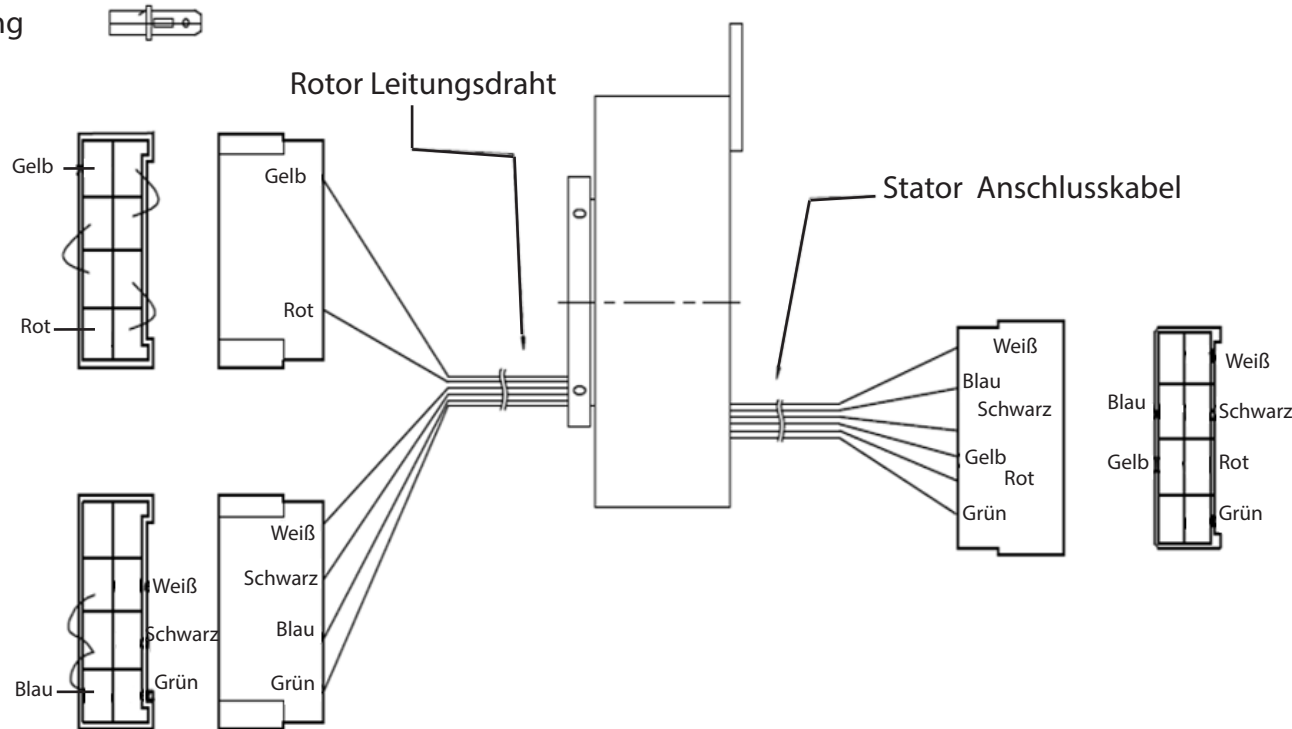 ng
Rotor Leitungsdraht
Stator Anschlusskabel
Gelb
Rot
Gelb
Rot
Weiß
Schwarz
Blau
Grün
Weiß
Schwarz
Blau
Grün
Weiß
Blau
Schwarz
Gelb
Rot
Grün
Weiß
Blau
Schwarz
Gelb
Rot
Grün